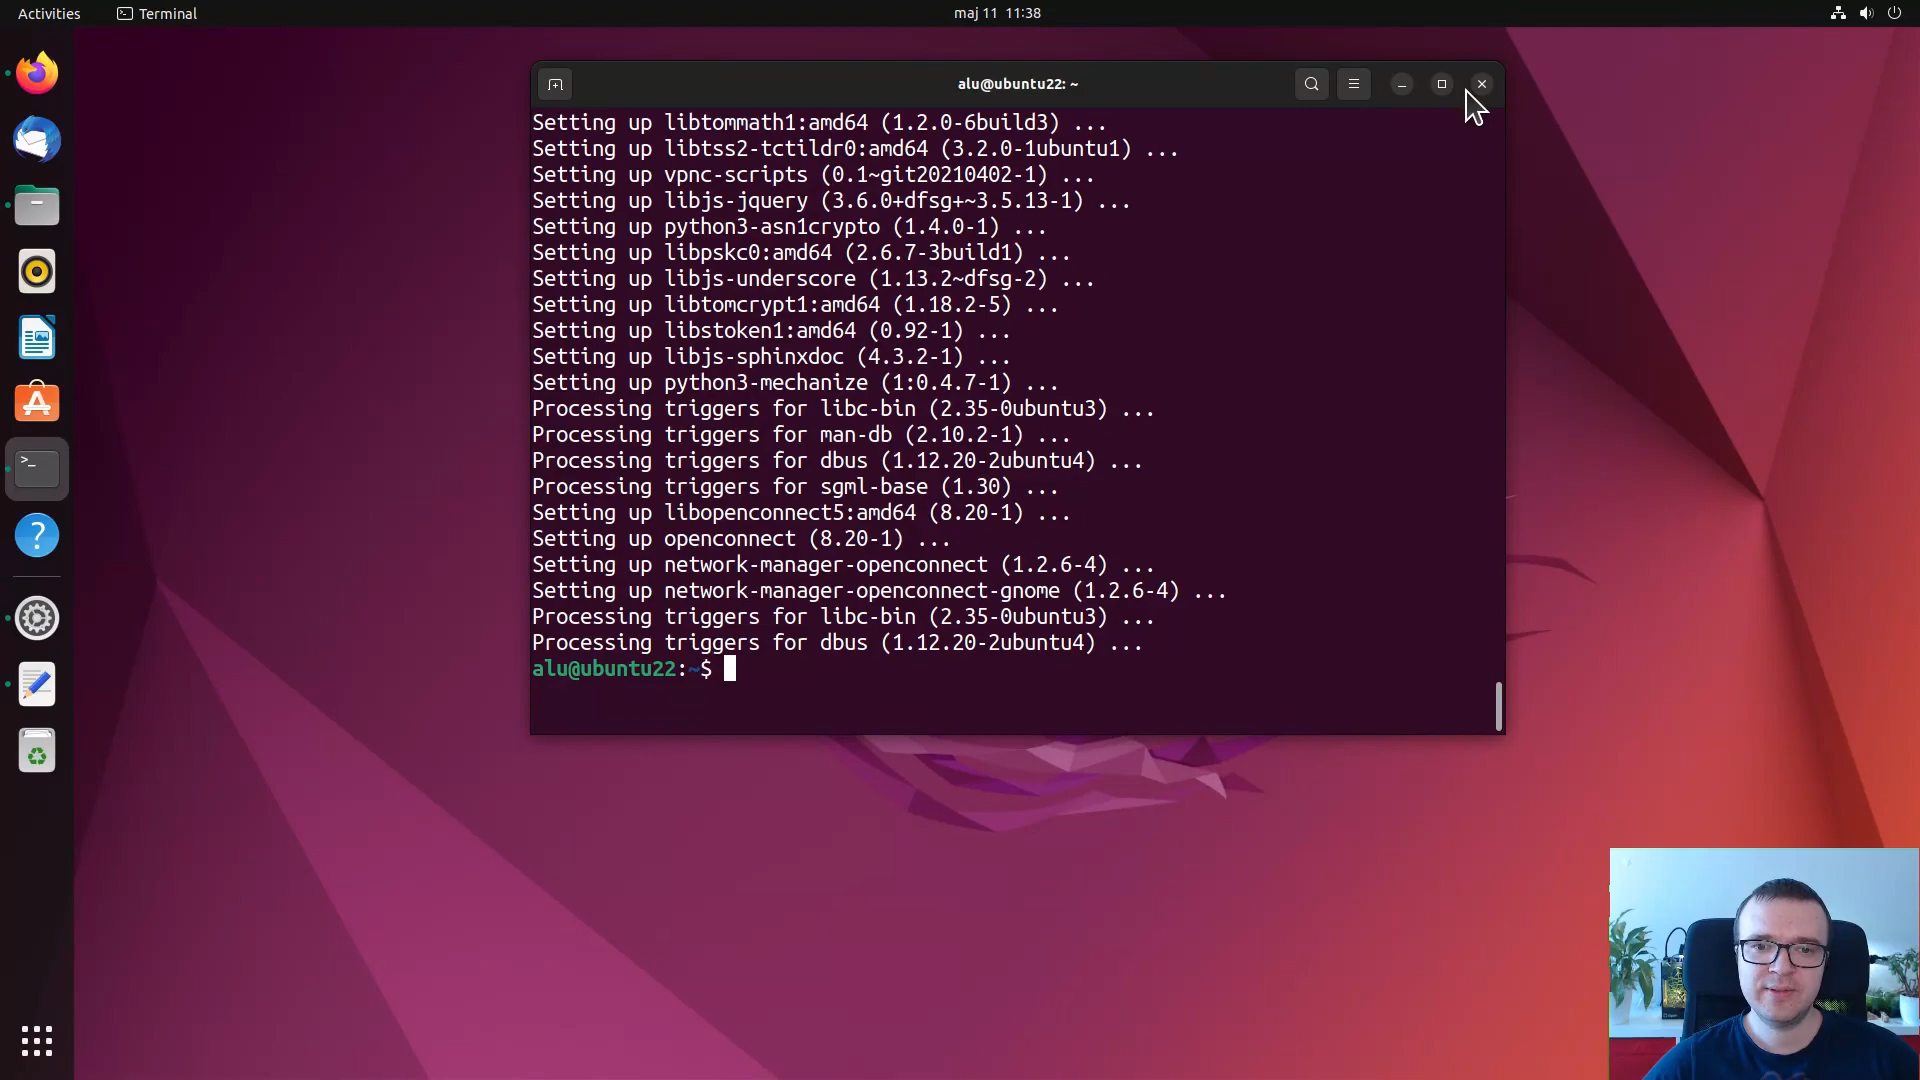 Activities
Terminal
maj 11 11:38
alu@ubuntu22: ~
Setting up libtommath1:amd64 (1.2.0-6build3) ...
Setting up libtss2-tctildr0:amd64 (3.2.0-1ubuntu1) ...
Setting up vpnc-scripts (0.1~git20210402-1) ...
Setting up libjs-jquery (3.6.0+dfsg+~3.5.13-1) ...
Setting up python3-asn1crypto (1.4.0-1) ...
Setting up libpskc0:amd64 (2.6.7-3build1) ...
Setting up libjs-underscore (1.13.2~dfsg-2) ...
Setting up libtomcrypt1:amd64 (1.18.2-5) ...
Setting up libstoken1:amd64 (0.92-1) ...
Setting up libjs-sphinxdoc (4.3.2-1) ...
Setting up python3-mechanize (1:0.4.7-1) ...
Processing triggers for libc-bin (2.35-0ubuntu3) ...
Processing triggers for man-db (2.10.2-1) ...
Processing triggers for dbus (1.12.20-2ubuntu4) ...
Processing triggers for sgml-base (1.30) ...
Setting up libopenconnect5:amd64 (8.20-1) ...
Setting up openconnect (8.20-1) ...
Setting up network-manager-openconnect (1.2.6-4) ...
Setting up network-manager-openconnect-gnome (1.2.6-4) ...
Processing triggers for libc-bin (2.35-0ubuntu3) ...
Processing triggers for dbus (1.12.20-2ubuntu4) ...
alu@ubuntu22:~$